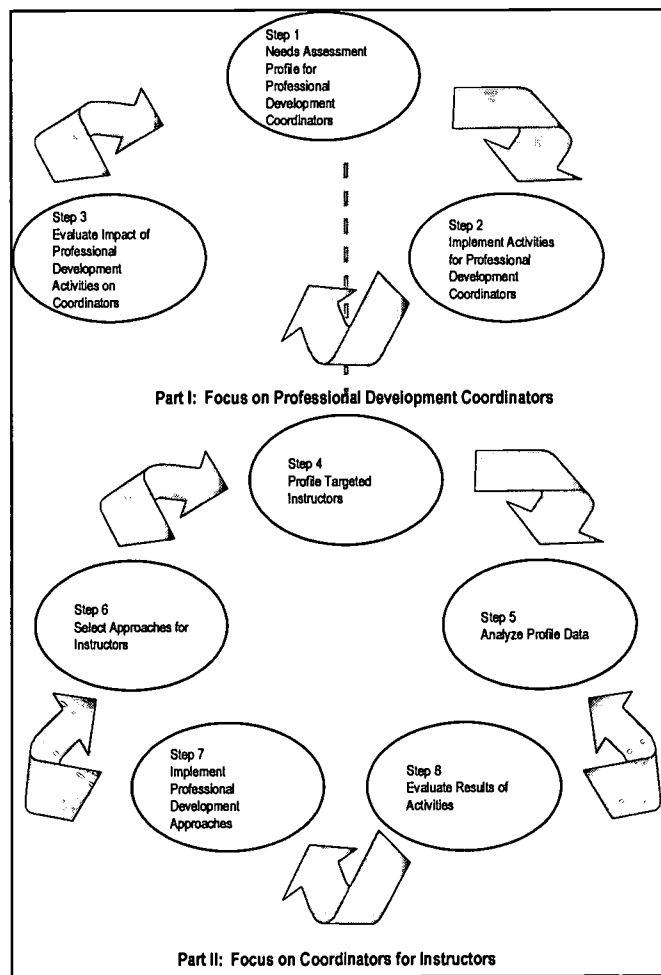 Step 1
Needs Assessment
Profile for
Professional
Development
Coordinators
Step 3
Evaluate Impact of
Professional
Development
Activities on
Coordinators
Step 2
Implement Activities
for Professional
Development
Coordinators
Part I: Focus on Professional Development Coordinators
Step 4
Profile Targeted
Instructors
Step 6
Select Approaches for
Instructors
Step 5
Analyze Profile Data
Step 7
Implement
Professional
Development
Approaches
Step 8
Evaluate Results of
Activities
Part II: Focus on Coordinators for Instructors